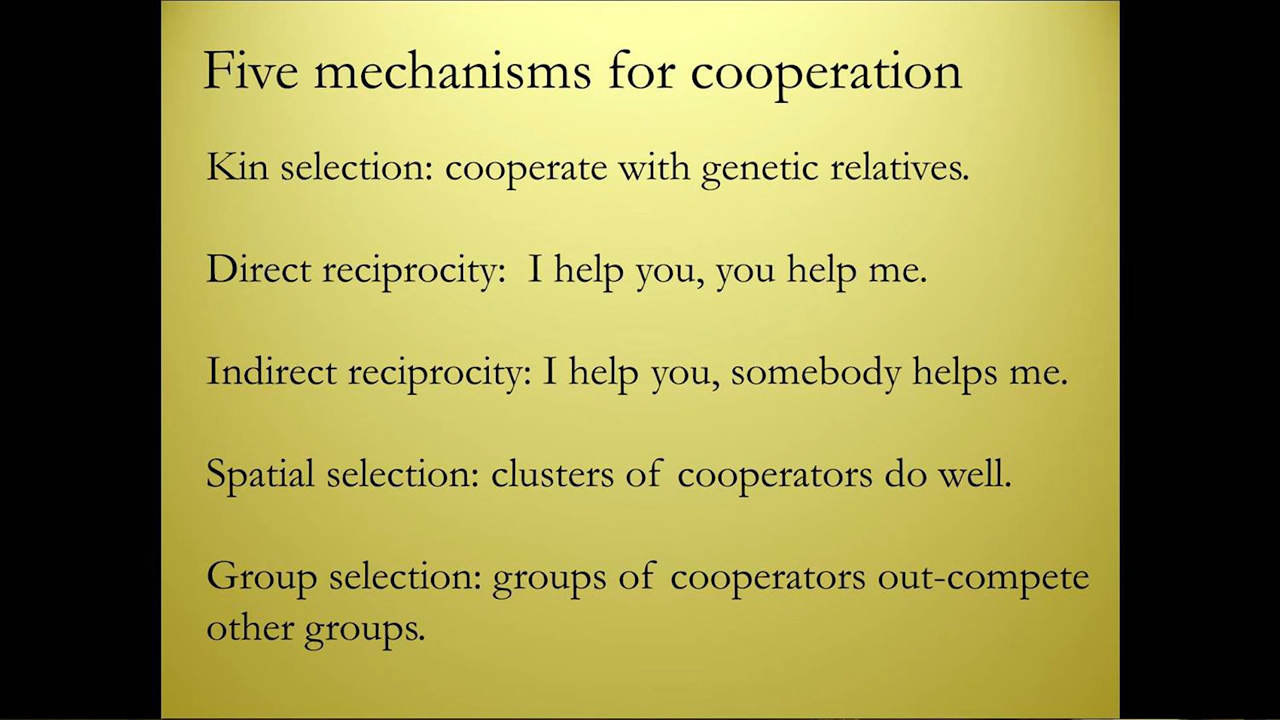 Five mechanisms for cooperation
Kin selection: cooperate with genetic relatives.
Direct reciprocity:  I help you, you help me.
Indirect reciprocity: I help you, somebody helps me.
Spatial selection: clusters of cooperators do well.
Group selection: groups of cooperators out-compete
other groups.